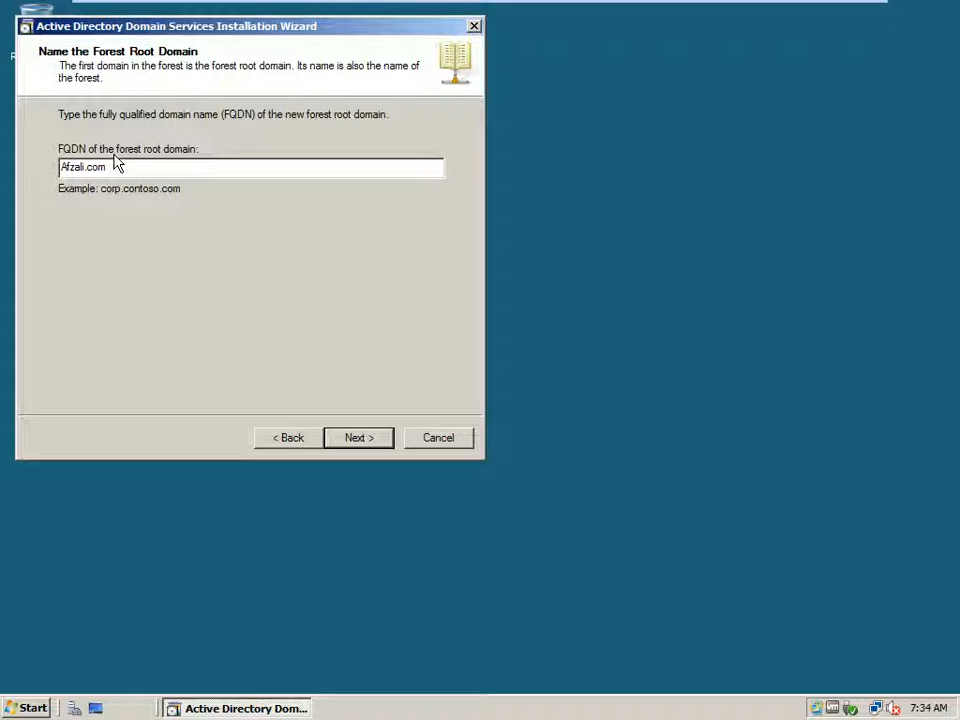 Active Directory Domain Services Installation Wizard
Name the Forest Root Domain
The first domain in the forest is the forest root domain. Its name is also the name of
the forest.
Type the fully qualified domain name (FQDN) of the new forest root domain.
FQDN of the forest root domain:
Afzali.com
Example: corp.contoso.com
< Back
Next >
Cancel
Start
Active Directory Dom...
7:34 AM